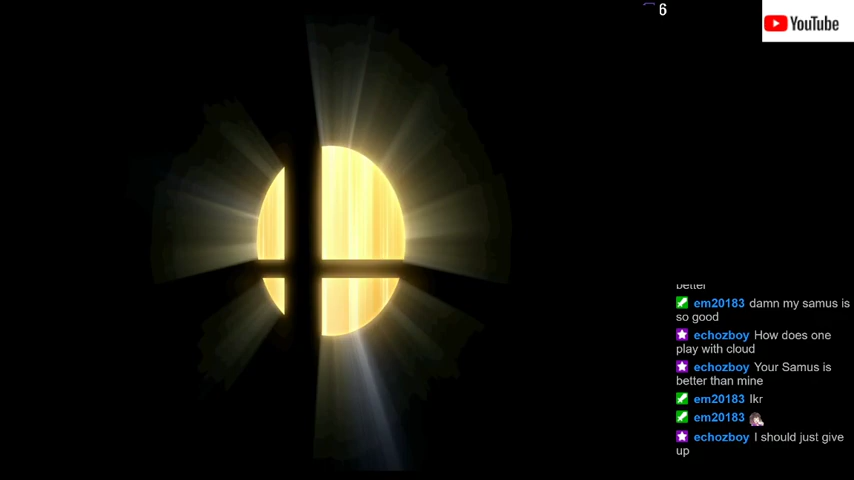 6
YouTube
better
em20183 damn my samus is
so good
echozboy How does one
play with cloud
echozboy Your Samus is
better than mine
em20183 Ikr
em20183
echozboy I should just give
up